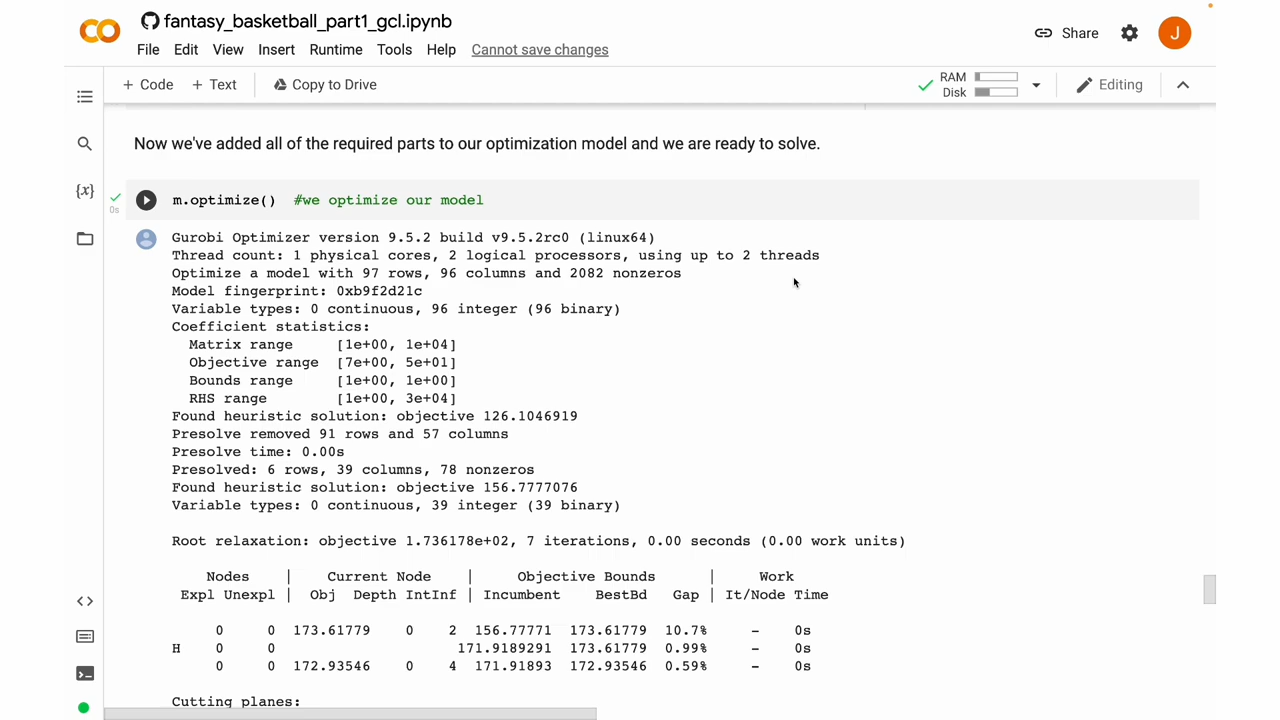 fantasy_basketball_part1_gcl.ipynb
File Edit View Insert Runtime Tools Help Cannot save changes
Share
J
+ Code + Text Copy to Drive
RAM
Disk
Editing
Now we've added all of the required parts to our optimization model and we are ready to solve.
{x}
0s
m.optimize() #we optimize our model
Gurobi Optimizer version 9.5.2 build v9.5.2rc0 (linux64)
Thread count: 1 physical cores, 2 logical processors, using up to 2 threads
Optimize a model with 97 rows, 96 columns and 2082 nonzeros
Model fingerprint: 0xb9f2d21c
Variable types: 0 continuous, 96 integer (96 binary)
Coefficient statistics:
Matrix range [1e+00, 1e+04]
Objective range [7e+00, 5e+01]
Bounds range [1e+00, 1e+00]
RHS range [1e+00, 3e+04]
Found heuristic solution: objective 126.1046919
Presolve removed 91 rows and 57 columns
Presolve time: 0.00s
Presolved: 6 rows, 39 columns, 78 nonzeros
Found heuristic solution: objective 156.7777076
Variable types: 0 continuous, 39 integer (39 binary)
Root relaxation: objective 1.736178e+02, 7 iterations, 0.00 seconds (0.00 work units)
Nodes | Current Node | Objective Bounds | Work
Expl Unexpl | Obj Depth IntInf | Incumbent BestBd Gap | It/Node Time
0 0 173.61779 0 2 156.77771 173.61779 10.7% - 0s
H 0 0 171.9189291 173.61779 0.99% - 0s
0 0 172.93546 0 4 171.91893 172.93546 0.59% - 0s
Cutting planes: